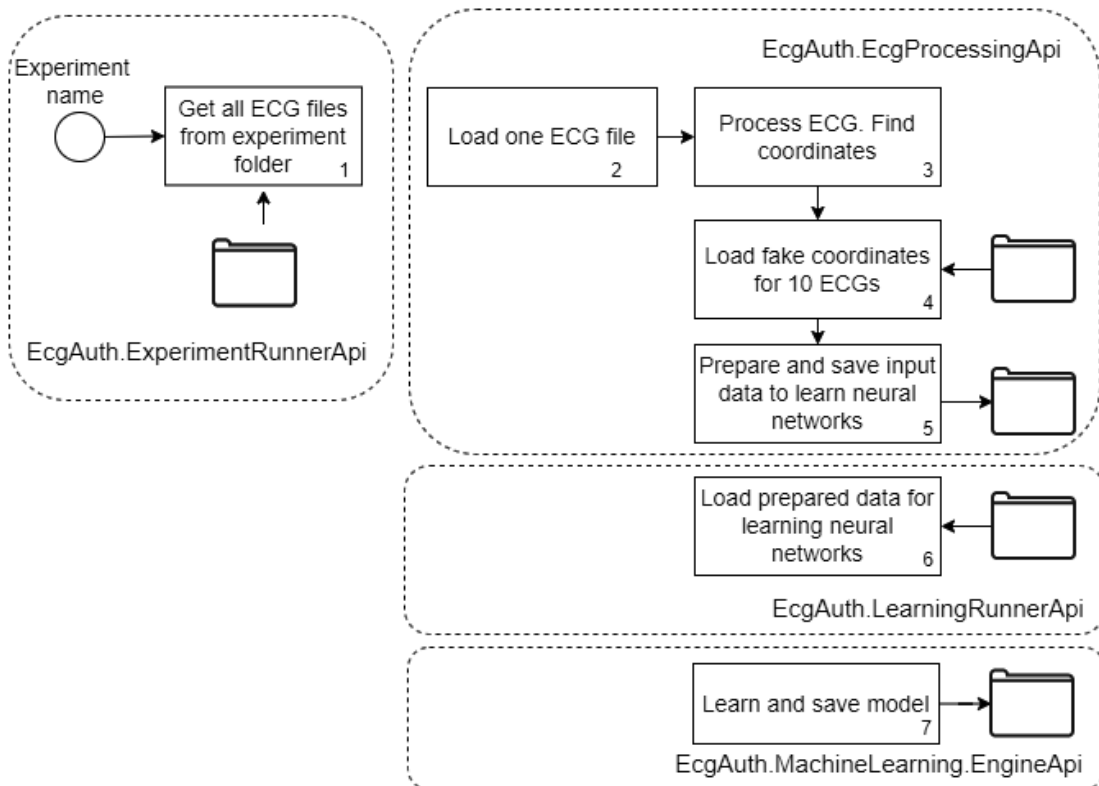 Experiment
name
Get all ECG files
from experiment
folder
1
EcgAuth.ExperimentRunnerApi
EcgAuth.EcgProcessingApi
Load one ECG file
2
Process ECG. Find
coordinates
3
Load fake coordinates
for 10 ECGs
4
Prepare and save input
data to learn neural
networks
5
Load prepared data for
learning neural
networks
6
EcgAuth.LearningRunnerApi
Learn and save model
7
EcgAuth.MachineLearning.EngineApi